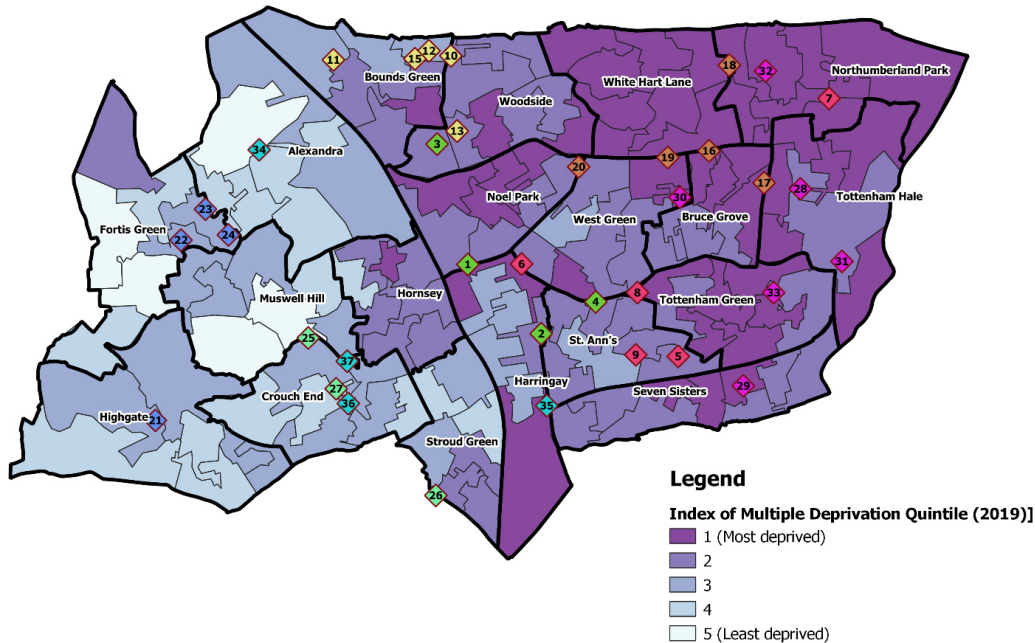 12
15
10
11
Bounds Green
18
32
White Hart Lane
Northumberland Park
7
Woodside
13
3
34
Alexandra
19
16
20
17
28
Noel Park
30
Tottenham Hale
23
West Green
Bruce Grove
Fortis Green
24
22
1
6
31
Hornsey
Muswell Hill
8
33
Tottenham Green
4
25
2
St. Ann's
9
5
37
Harringay
29
Seven Sisters
27
Crouch End
36
35
Highgate
21
Stroud Green
26
Legend
Index of Multiple Deprivation Quintile (2019)]
1 (Most deprived)
2
3
4
5 (Least deprived)